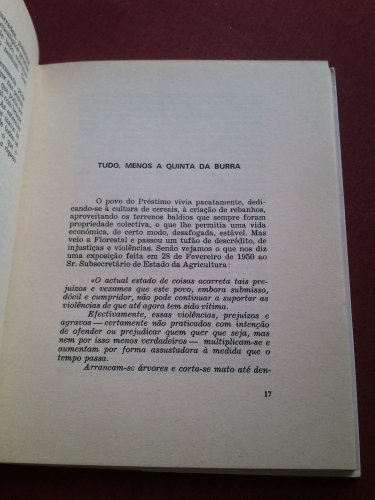 TUDO, MENOS A QUINTA DA BURRA
O povo do Préstimo vivia pacatamente, dedi-
cando-se à cultura de cereais, à criação de rebanhos,
aproveitando os terrenos baldios que sempre foram
propriedade colectiva, o que lhe permitia uma vida
económica, de certo modo, desafogada, estável. Mas
veio a Florestal e passou um tufão de descrédito, de
injustiças e violências. Senão vejamos o que nos diz
uma exposição feita em 28 de Fevereiro de 1950 ao
Sr. Subsecretário de Estado da Agricultura:
«O actual estado de coisas acarreta tais pre-
juízos e vexames que este povo, embora submisso,
dócil e cumpridor, não pode continuar a suportar as
violências de que até agora tem sido vítima.
Efectivamente, essas violências, prejuízos e
agravos — certamente não praticados com intenção
de ofender ou prejudicar quem quer que seja, mas
nem por isso menos verdadeiros — multiplicam-se e
aumentam por forma assustadora à medida que o
tempo passa.
Arrancam-se árvores e corta-se mato até den-
17